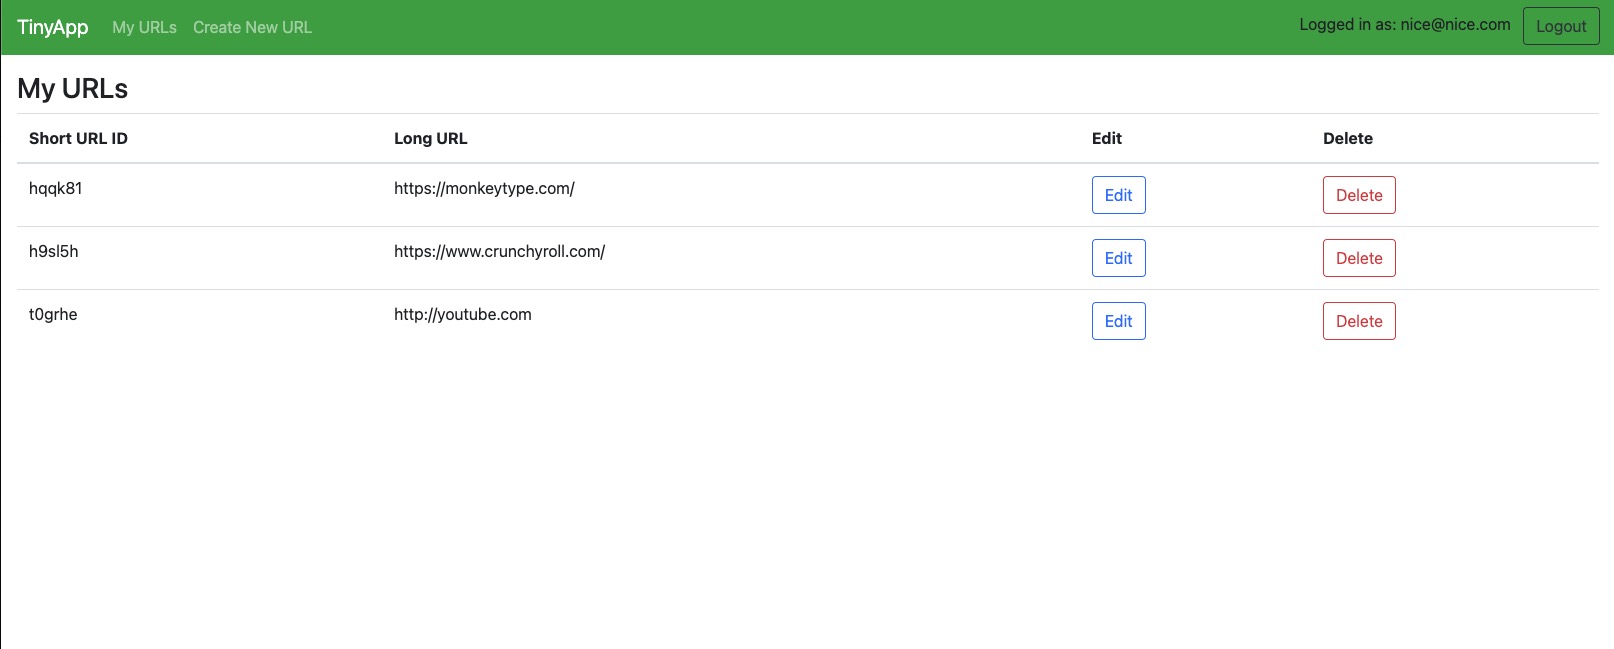 TinyApp My URLs Create New URL Logged in as: nice@nice.com Logout
My URLs
Short URL ID Long URL Edit Delete
hqqk81 https://monkeytype.com/ Edit Delete
h9sl5h https://www.crunchyroll.com/ Edit Delete
t0grhe http://youtube.com Edit Delete